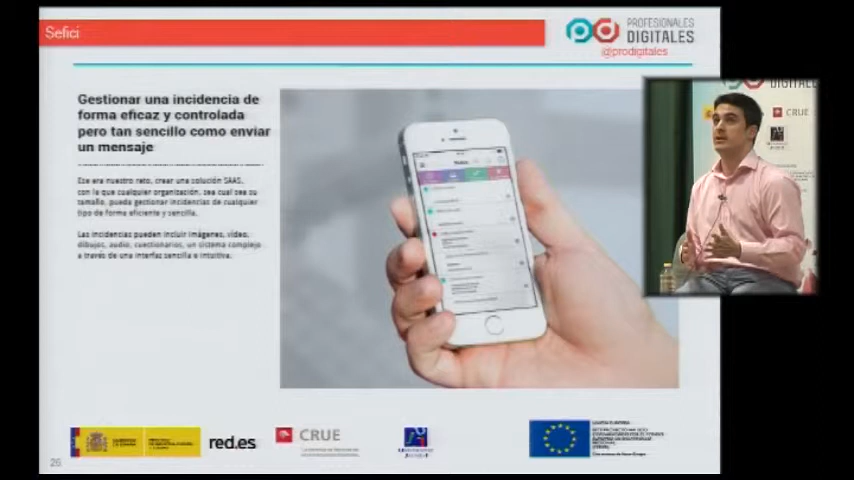 Sefici
PROFESIONALES
DIGITALES
@prodigitales
Gestionar una incidencia de
forma eficaz y controlada
pero tan sencillo como enviar
un mensaje
Ese era nuestro reto, crear una solución SAAS,
con la que cualquier organización, sea cual sea su
tamaño, pueda gestionar incidencias de cualquier
tipo de forma eficiente y sencilla.
Las incidencias pueden incluir imágenes, vídeo,
dibujos, audio, cuestionarios, un sistema complejo
a través de una interfaz sencilla e intuitiva.
DIGITALES
CRUE
red.es
CRUE
26